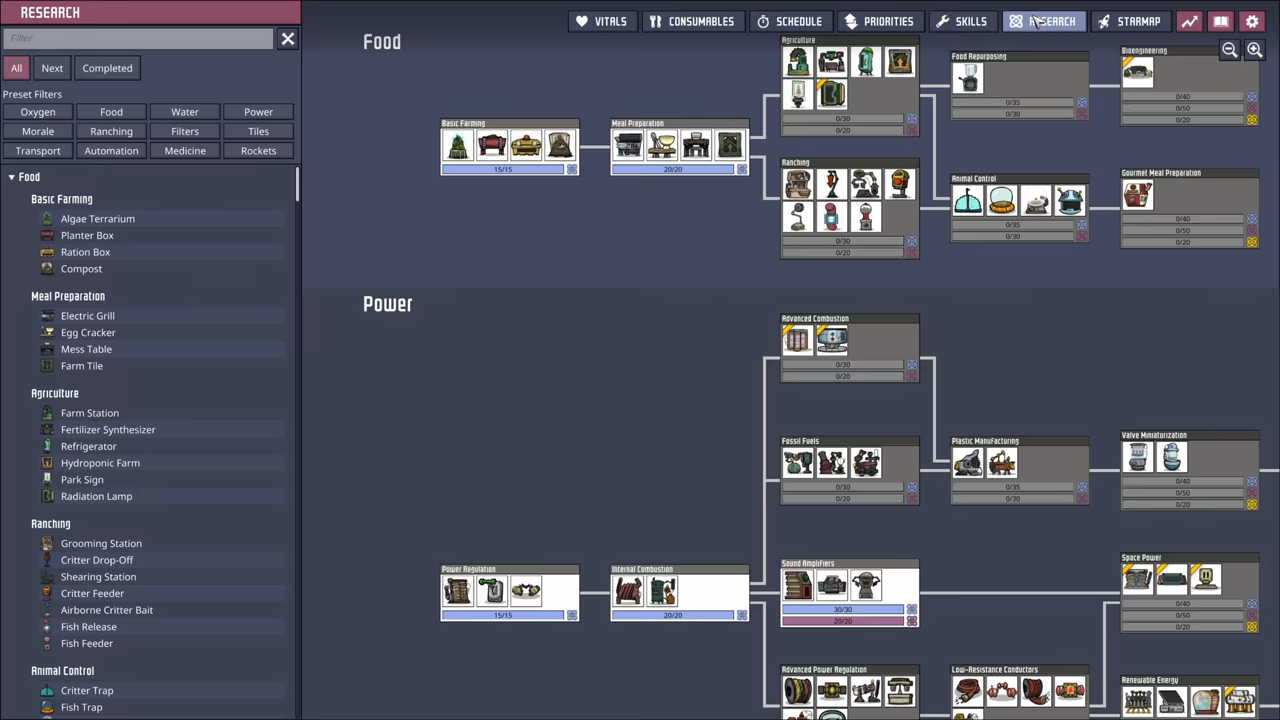 RESEARCH
VITALS
CONSUMABLES
SCHEDULE
PRIORITIES
SKILLS
RESEARCH
STARMAP
Filter
All
Next
Completed
Preset Filters
Oxygen
Food
Water
Power
Morale
Ranching
Filters
Tiles
Transport
Automation
Medicine
Rockets
Food
Basic Farming
Algae Terrarium
Planter Box
Ration Box
Compost
Meal Preparation
Electric Grill
Egg Cracker
Mess Table
Farm Tile
Agriculture
Farm Station
Fertilizer Synthesizer
Refrigerator
Hydroponic Farm
Park Sign
Radiation Lamp
Ranching
Grooming Station
Critter Drop-Off
Shearing Station
Critter Feeder
Airborne Critter Bait
Fish Release
Fish Feeder
Animal Control
Critter Trap
Fish Trap
Food
Basic Farming
15/15
Meal Preparation
20/20
Agriculture
0/30
0/20
Ranching
0/30
0/20
Food Repurposing
0/35
0/30
Animal Control
0/35
0/30
Bioengineering
0/40
0/50
0/20
Gourmet Meal Preparation
0/40
0/50
0/20
Power
Power Regulation
15/15
Internal Combustion
20/20
Advanced Combustion
0/30
0/20
Fossil Fuels
0/30
0/20
Sound Amplifiers
30/30
20/20
Advanced Power Regulation
Plastic Manufacturing
0/35
0/30
Low-Resistance Conductors
Valve Miniaturization
0/40
0/50
0/20
Space Power
0/40
0/50
0/20
Renewable Energy